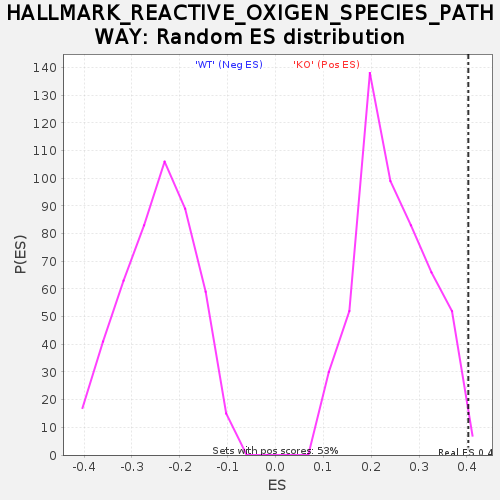 HALLMARK_REACTIVE_OXIGEN_SPECIES_PATH
WAY: Random ES distribution
'WT' (Neg ES) 'KO' (Pos ES)
140
130
120
110
100
90
80
70
60
50
40
30
20
10
0
P(ES)
Sets with pos scores: 53%
Real ES 0.4
-0.4 -0.3 -0.2 -0.1 0.0 0.1 0.2 0.3 0.4
ES